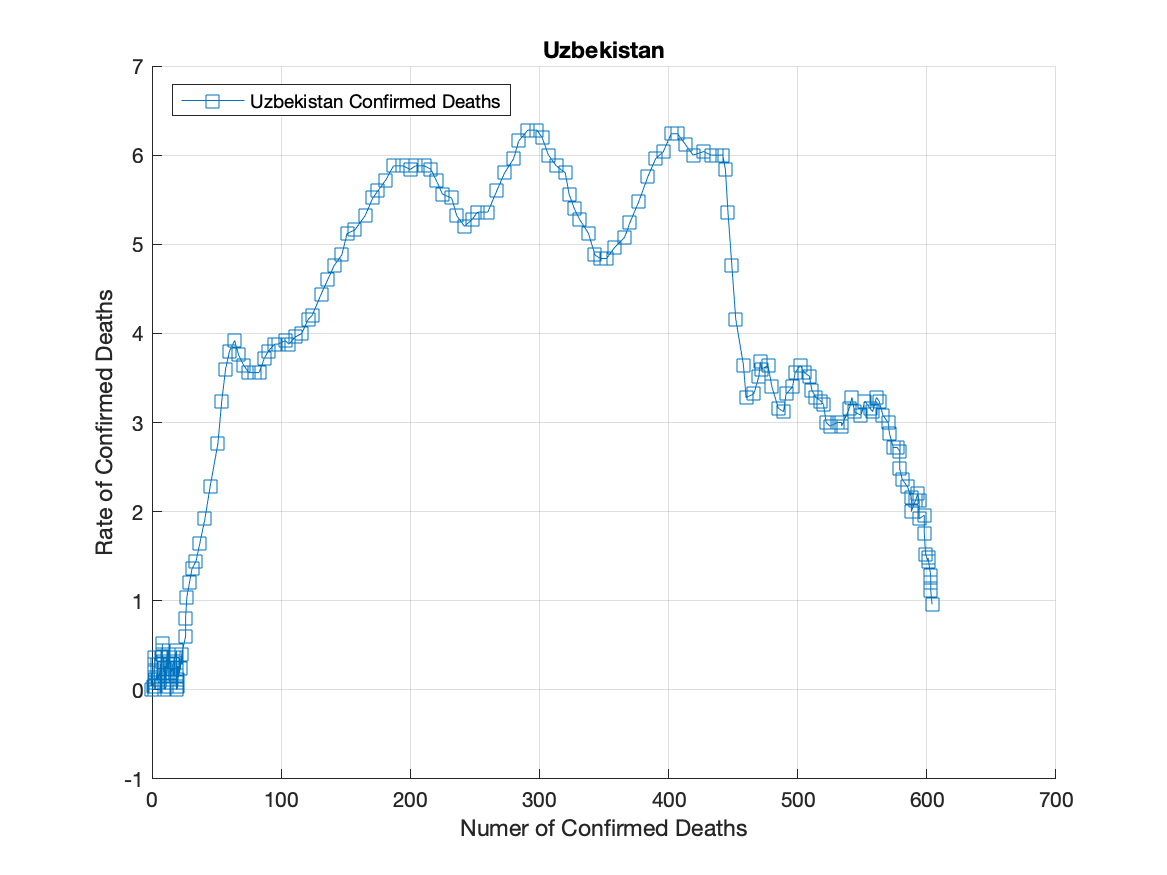 Uzbekistan
Uzbekistan Confirmed Deaths
7
6
5
4
3
2
1
0
-1
Rate of Confirmed Deaths
0 100 200 300 400 500 600 700
Numer of Confirmed Deaths